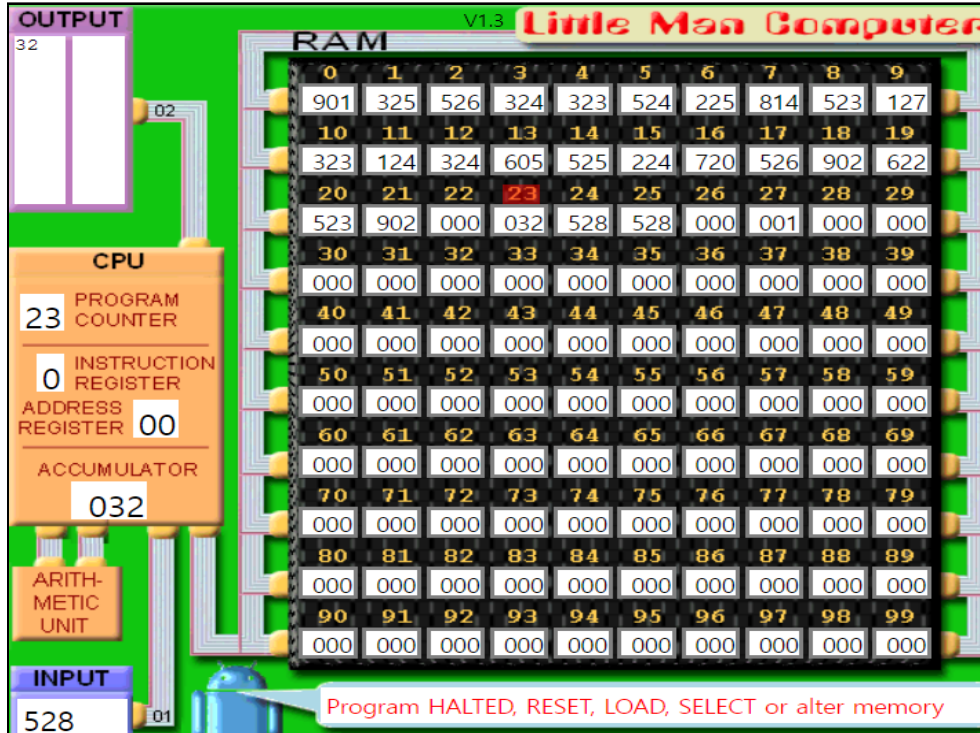 OUTPUT
32
V1.3 Little Man Computer
RAM
0 1 2 3 4 5 6 7 8 9
901 325 526 324 323 524 225 814 523 127
02
10 11 12 13 14 15 16 17 18 19
323 124 324 605 525 224 720 526 902 622
20 21 22 23 24 25 26 27 28 29
523 902 000 032 528 528 000 001 000 000
30 31 32 33 34 35 36 37 38 39
000 000 000 000 000 000 000 000 000 000
40 41 42 43 44 45 46 47 48 49
000 000 000 000 000 000 000 000 000 000
50 51 52 53 54 55 56 57 58 59
000 000 000 000 000 000 000 000 000 000
60 61 62 63 64 65 66 67 68 69
000 000 000 000 000 000 000 000 000 000
70 71 72 73 74 75 76 77 78 79
000 000 000 000 000 000 000 000 000 000
80 81 82 83 84 85 86 87 88 89
000 000 000 000 000 000 000 000 000 000
90 91 92 93 94 95 96 97 98 99
000 000 000 000 000 000 000 000 000 000
CPU
23 PROGRAM
COUNTER
0 INSTRUCTION
REGISTER
ADDRESS
REGISTER 00
ACCUMULATOR
032
ARITH-
METIC
UNIT
INPUT
528
01
Program HALTED, RESET, LOAD, SELECT or alter memory